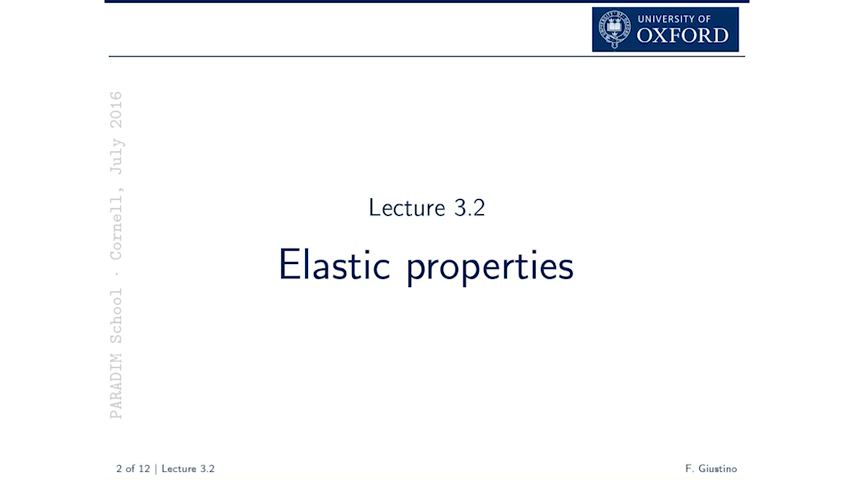 UNIVERSITY OF
OXFORD
PARADIM School · Cornell, July 2016
Lecture 3.2
Elastic properties
2 of 12 | Lecture 3.2
F. Giustino